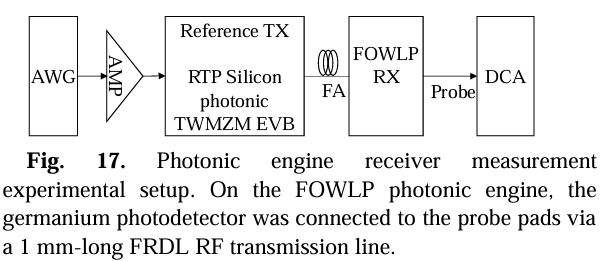 AWG
AMP
Reference TX
RTP Silicon
photonic
TWMZM EVB
FA
FOWLP
RX
Probe
DCA
Fig. 17. Photonic engine receiver measurement
experimental setup. On the FOWLP photonic engine, the
germanium photodetector was connected to the probe pads via
a 1 mm-long FRDL RF transmission line.